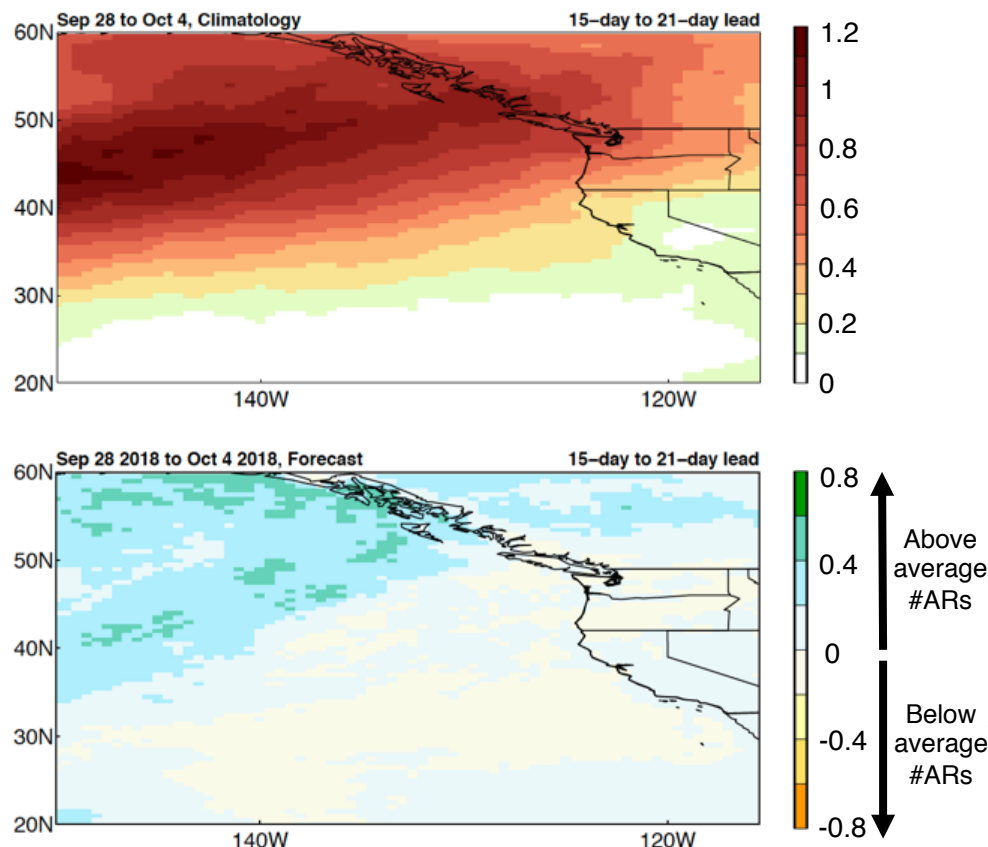 Sep 28 to Oct 4, Climatology 15-day to 21-day lead
60N
50N
40N
30N
20N
140W 120W
1.2
1
0.8
0.6
0.4
0.2
0
Sep 28 2018 to Oct 4 2018, Forecast 15-day to 21-day lead
60N
50N
40N
30N
20N
140W 120W
0.8
0.4
0
-0.4
-0.8
Above
average
#ARs
Below
average
#ARs